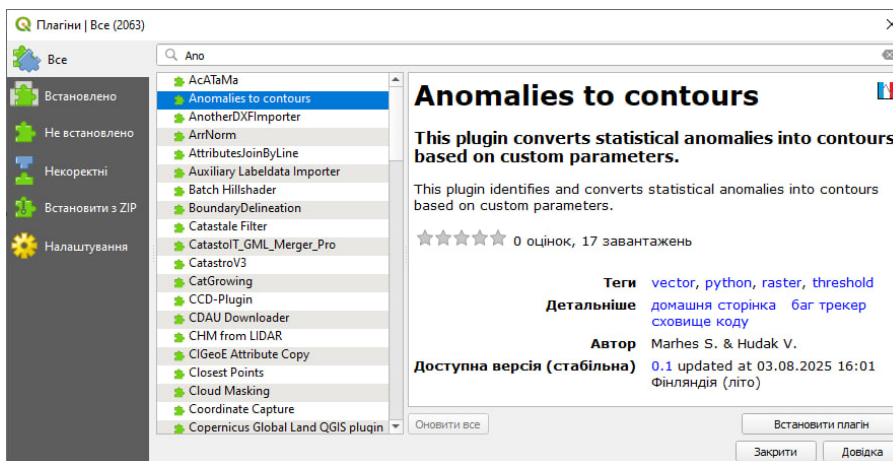 Плагіни | Все (2063)
Все
Встановлено
Не встановлено
Некоректні
Встановити з ZIP
Налаштування
Ano
AcATaMa
Anomalies to contours
AnotherDXFImporter
ArrNorm
AttributesJoinByLine
Auxiliary Labeldata Importer
Batch Hillshader
BoundaryDelineation
Catastale Filter
CatastoIT_GML_Merger_Pro
CatastroV3
CatGrowing
CCD-Plugin
CDAU Downloader
CHM from LIDAR
CIGeoE Attribute Copy
Closest Points
Cloud Masking
Coordinate Capture
Copernicus Global Land QGIS plugin
Anomalies to contours
This plugin converts statistical anomalies into contours
based on custom parameters.
This plugin identifies and converts statistical anomalies into contours
based on custom parameters.
0 оцінок, 17 завантажень
Теги vector, python, raster, threshold
Детальніше домашня сторінка баг трекер
сховище коду
Автор Marhes S. & Hudak V.
Доступна версія (стабільна) 0.1 updated at 03.08.2025 16:01
Фінляндія (літо)
Оновити все
Встановити плагін
Закрити
Довідка